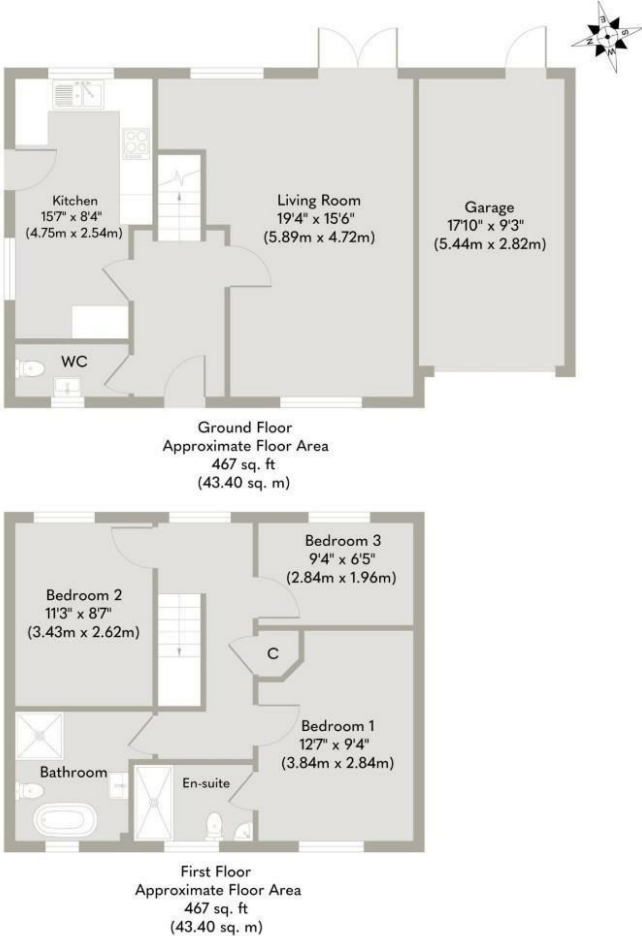 E
N
S
W
Kitchen
15'7" x 8'4"
(4.75m x 2.54m)
Living Room
19'4" x 15'6"
(5.89m x 4.72m)
Garage
17'10" x 9'3"
(5.44m x 2.82m)
WC
Ground Floor
Approximate Floor Area
467 sq. ft
(43.40 sq. m)
Bedroom 2
11'3" x 8'7"
(3.43m x 2.62m)
Bedroom 3
9'4" x 6'5"
(2.84m x 1.96m)
C
Bedroom 1
12'7" x 9'4"
(3.84m x 2.84m)
Bathroom
En-suite
First Floor
Approximate Floor Area
467 sq. ft
(43.40 sq. m)